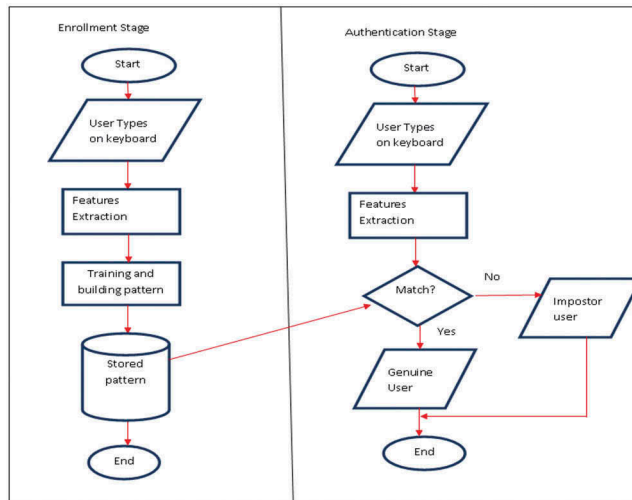 Enrollment Stage
Start
User Types
on keyboard
Features
Extraction
Training and
building pattern
Stored
pattern
End
Authentication Stage
Start
User Types
on keyboard
Features
Extraction
Match?
No
Impostor
user
Yes
Genuine
User
End